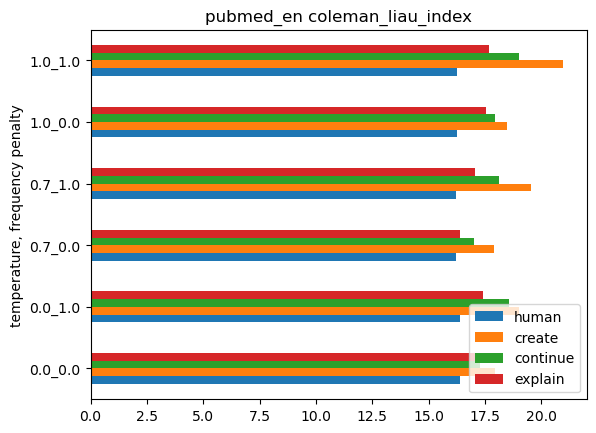 pubmed_en coleman_liau_index
temperature, frequency penalty
1.0_1.0
1.0_0.0
0.7_1.0
0.7_0.0
0.0_1.0
0.0_0.0
human
create
continue
explain
0.0 2.5 5.0 7.5 10.0 12.5 15.0 17.5 20.0